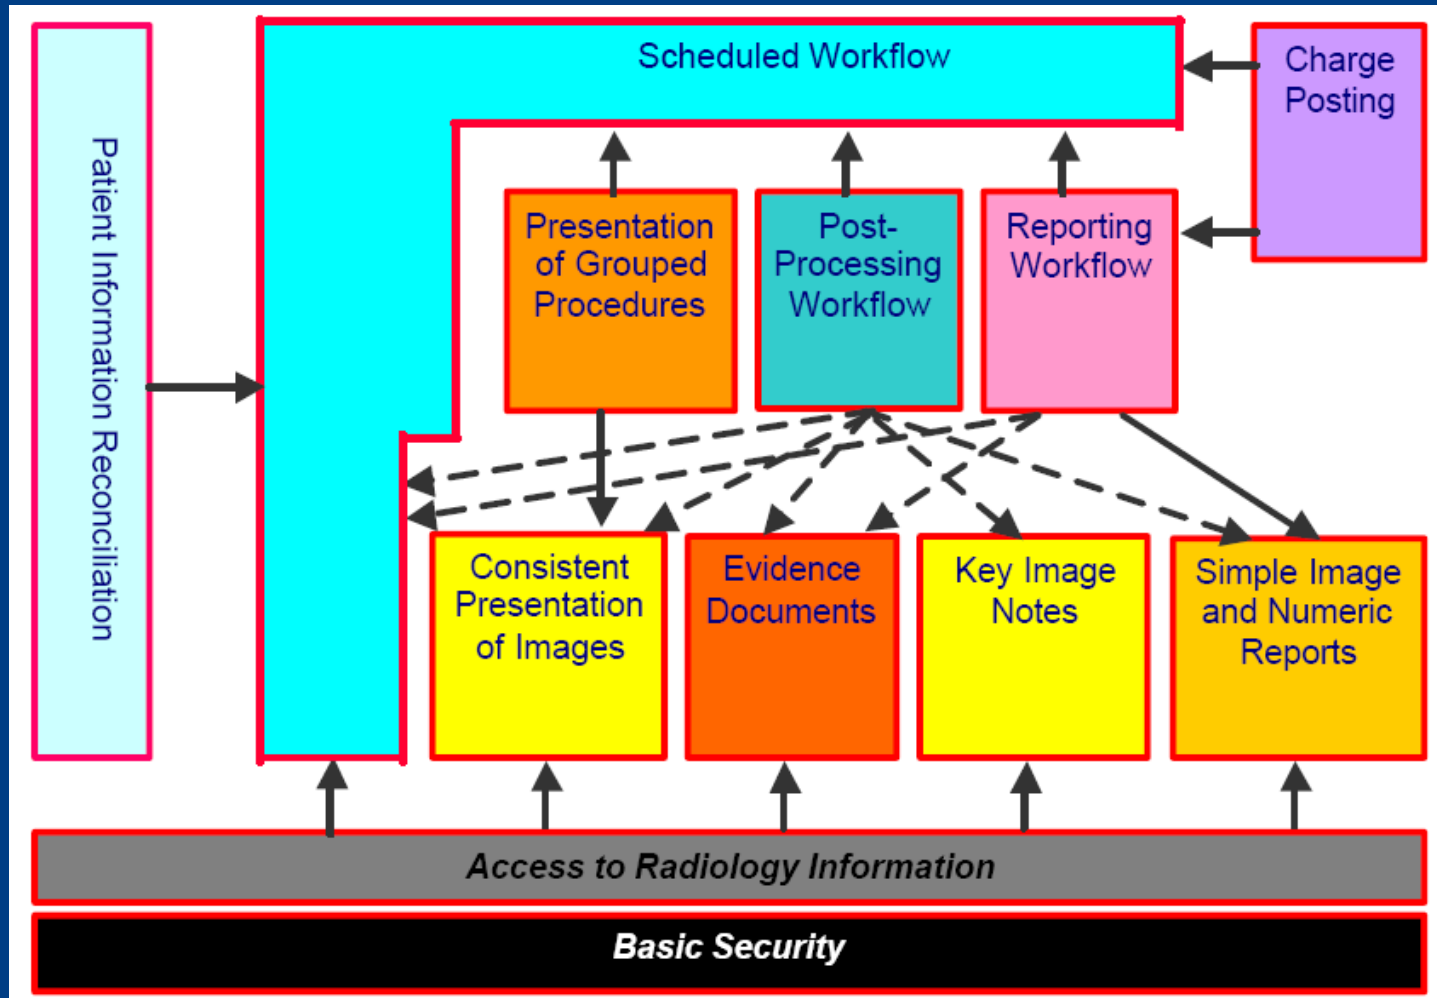 Patient Information Reconciliation
Scheduled Workflow
Charge
Posting
Presentation
of Grouped
Procedures
Post-
Processing
Workflow
Reporting
Workflow
Consistent
Presentation
of Images
Evidence
Documents
Key Image
Notes
Simple Image
and Numeric
Reports
Access to Radiology Information
Basic Security